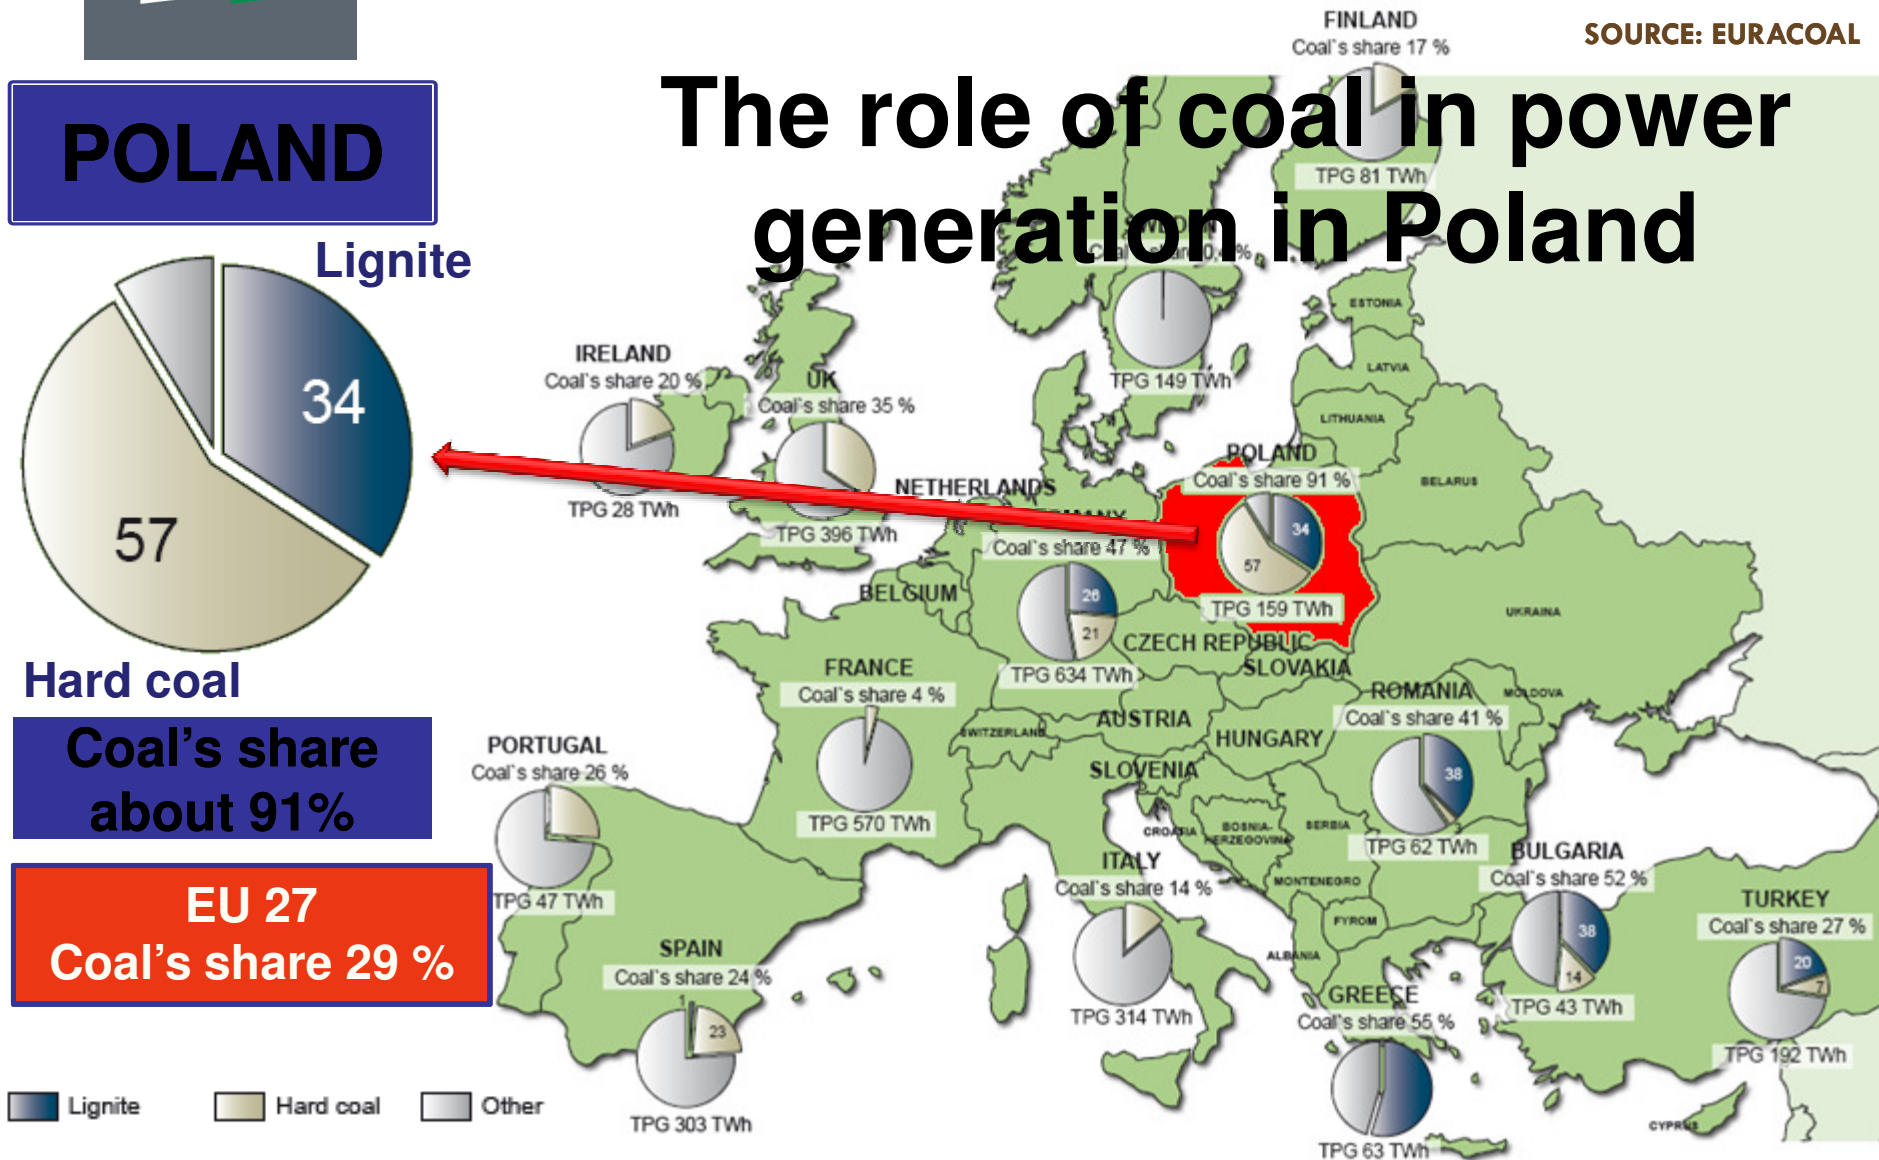 SOURCE: EURACOAL
The role of coal in power
generation in Poland
POLAND
Lignite
34
57
Hard coal
Coal's share
about 91%
EU 27
Coal's share 29 %
Lignite
Hard coal
Other
FINLAND
Coal`s share 17 %
TPG 81 TWh
TPG 149 TWh
ESTONIA
LATVIA
LITHUANIA
BELARUS
IRELAND
Coal`s share 20 %
TPG 28 TWh
UK
Coal`s share 35 %
TPG 396 TWh
NETHERLANDS
POLAND
Coal`s share 91 %
34
57
TPG 159 TWh
Coal`s share 47 %
26
21
TPG 634 TWh
BELGIUM
CZECH REPUBLIC
SLOVAKIA
UKRAINA
FRANCE
Coal`s share 4 %
TPG 570 TWh
SWITZERLAND
AUSTRIA
HUNGARY
SLOVENIA
ROMANIA
Coal`s share 41 %
38
3
TPG 62 TWh
MOLDOVA
PORTUGAL
Coal`s share 26 %
TPG 47 TWh
CROATIA
BOSNIA-
HERZEGOVINA
SERBIA
MONTENEGRO
FYROM
ALBANIA
ITALY
Coal`s share 14 %
TPG 314 TWh
BULGARIA
Coal`s share 52 %
38
14
TPG 43 TWh
TURKEY
Coal`s share 27 %
20
7
TPG 192 TWh
SPAIN
Coal`s share 24 %
1
23
TPG 303 TWh
GREECE
Coal`s share 55 %
TPG 63 TWh
CYPRUS